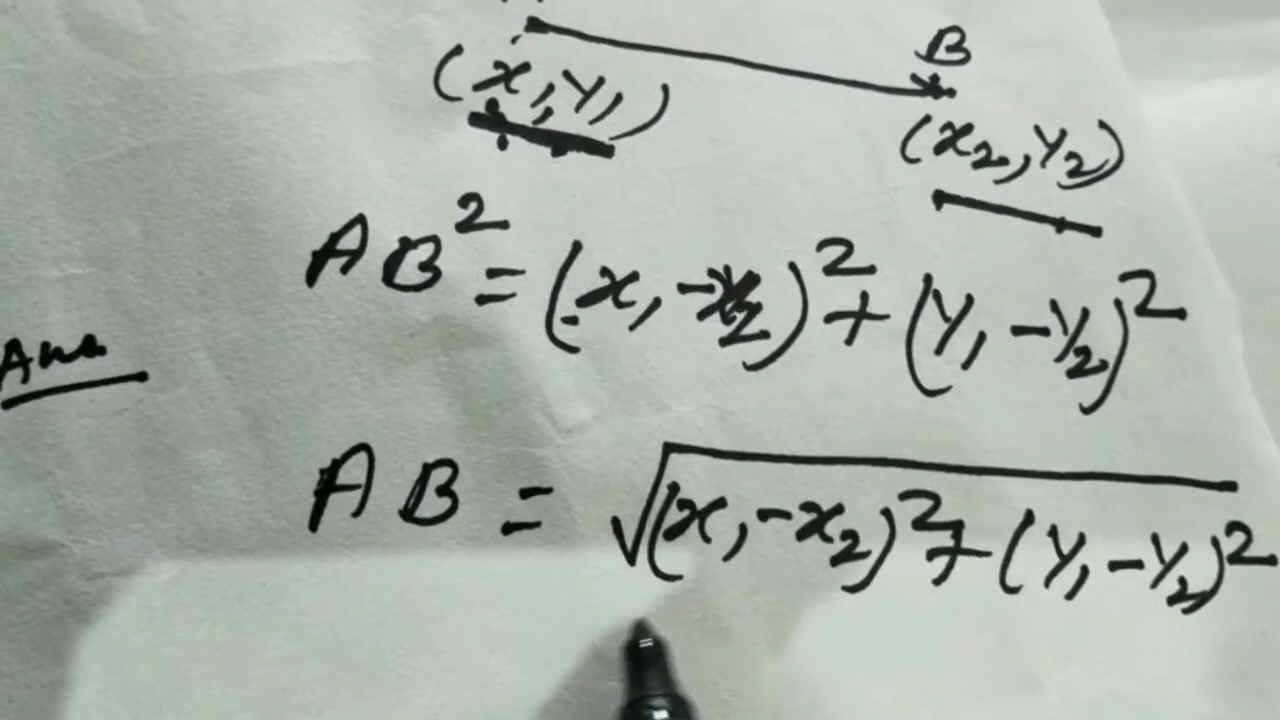 B
(x₁, y₁)
(x₂, y₂)
AB² = (x₁ - x₂)² + (y₁ - y₂)²
Ans
AB = √(x₁ - x₂)² + (y₁ - y₂)²